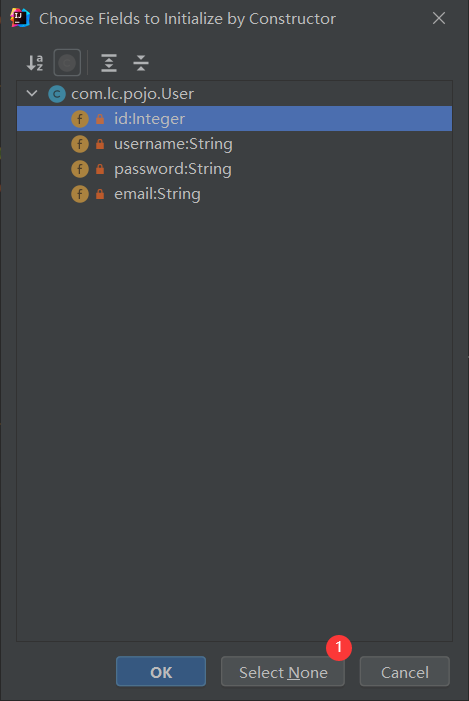 Choose Fields to Initialize by Constructor
com.lc.pojo.User
id:Integer
username:String
password:String
email:String
1
OK Select None Cancel